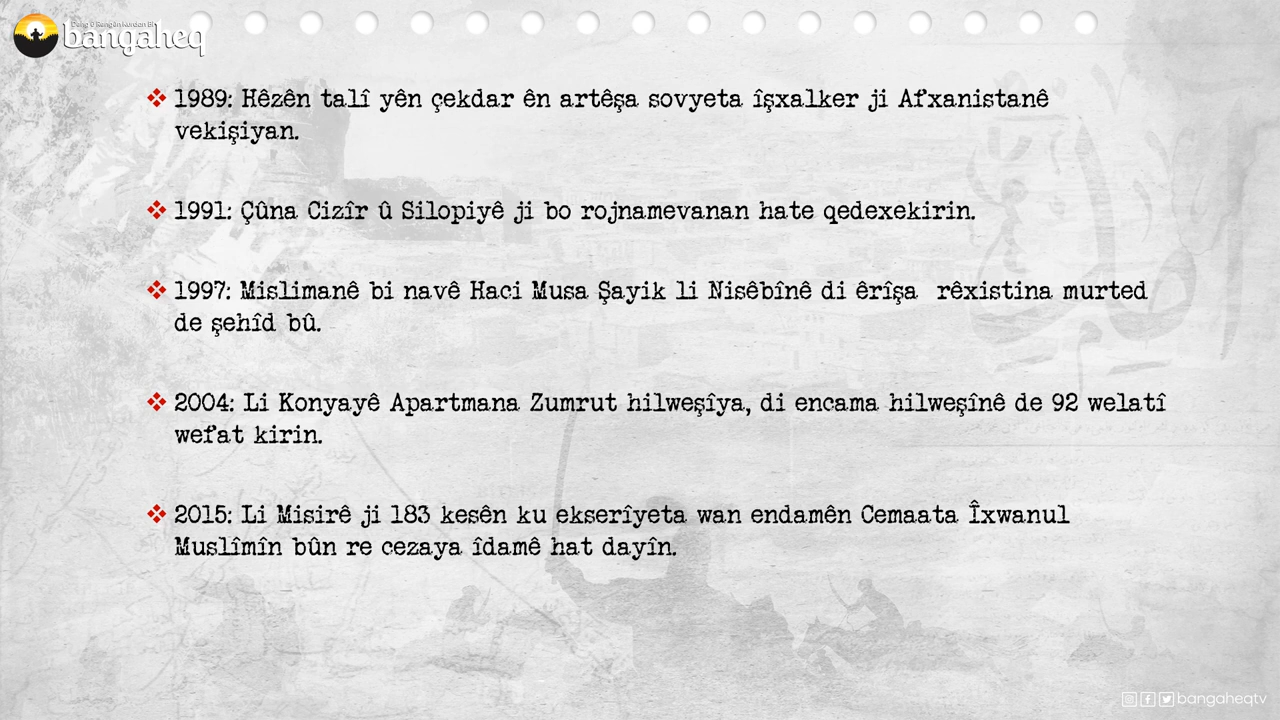 bangaheq
1989: Hêzên talî yên çekdar ên artêşa sovyeta îşxalker ji Afxanistanê
vekişiyan.
1991: Çûna Cizîr û Silopiyê ji bo rojnamevanan hate qedexekirin.
1997: Mislimanê bi navê Haci Musa Şayik li Nisêbînê di êrîşa rêxistina murted
de şehîd bû.
2004: Li Konyayê Apartmana Zumrut hilweşîya, di encama hilweşînê de 92 welatî
wefat kirin.
2015: Li Misirê ji 183 kesên ku ekserîyeta wan endamên Cemaata Îxwanul
Muslîmîn bûn re cezaya îdamê hat dayîn.
bangaheqtv